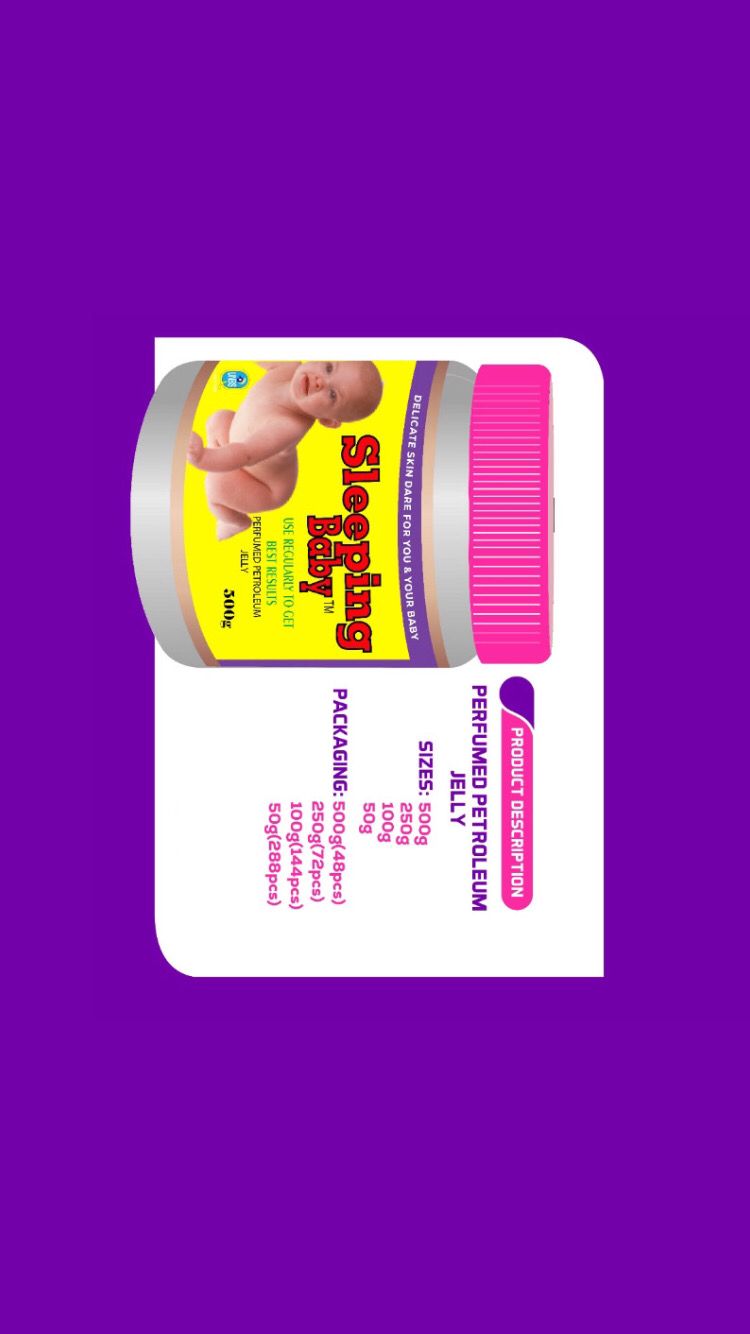 DELICATE SKIN DARE FOR YOU & YOUR BABY
Sleeping
Baby™
USE REGULARLY TO GET
BEST RESULTS
PERFUMED PETROLEUM
JELLY
500g
UNBS
PRODUCT DESCRIPTION
PERFUMED PETROLEUM
JELLY
SIZES: 500g
250g
100g
50g
PACKAGING: 500g(48pcs)
250g(72pcs)
100g(144pcs)
50g(288pcs)